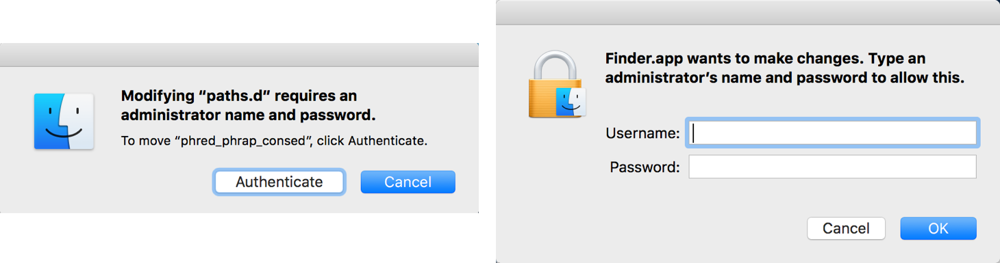 Modifying “paths.d” requires an
administrator name and password.
To move “phred_phrap_consed”, click Authenticate.
Authenticate
Cancel
Finder.app wants to make changes. Type an
administrator’s name and password to allow this.
Username:
Password:
Cancel
OK